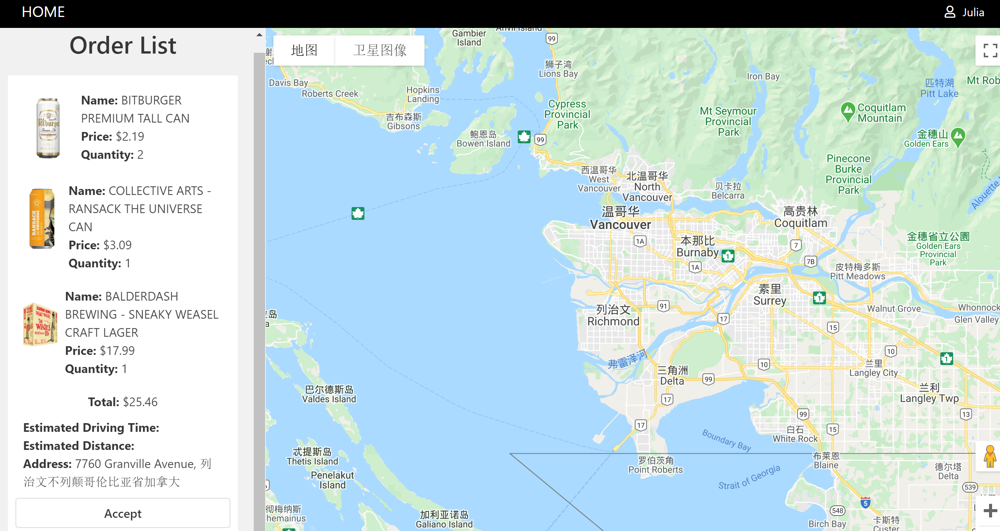 HOME
Julia
Order List
Name: BITBURGER
PREMIUM TALL CAN
Price: $2.19
Quantity: 2
Bitburger
Name: COLLECTIVE ARTS -
RANSACK THE UNIVERSE
CAN
Price: $3.09
Quantity: 1
RANSACK
THE UNIVERSE
Name: BALDERDASH
BREWING - SNEAKY WEASEL
CRAFT LAGER
Price: $17.99
Quantity: 1
SNEAKY WEASEL
THE
WEASELS
DEN
Total: $25.46
Estimated Driving Time:
Estimated Distance:
Address: 7760 Granville Avenue, 列
治文不列颠哥伦比亚省加拿大
Accept
地图
卫星图像
Gambier
Island
Anvil Island
99
狮子湾
Lions Bay
Iron Bay
匹特湖
Pitt Lake
Mt Rob
Davis Bay
Roberts Creek
Hopkins
Landing
吉布森斯
Gibsons
Cypress
Provincial
Park
Mt Seymour
Provincial
Park
Coquitlam
Mountain
金穗山
Golden Ears
鲍恩岛
Bowen Island
99
Pinecone
Burke
Provincial
Park
西温哥华
West
Vancouver
北温哥华
North
Vancouver
贝卡拉
Belcarra
Alouette
温哥华
Vancouver
高贵林
Coquitlam
1A
本那比
Burnaby
1
7
金穗省立公園
Golden Ears
Provincial
Park
1A
7B
皮特梅多斯
Pitt Meadows
素里
Surrey
1
91
列治文
Richmond
17
15
Walnut Grove
Whonnock
Glen Valley
岛
a
弗雷泽河
10
10
1
三角洲
Delta
99
兰里
Langley City
兰利
Langley Twp
17
巴尔德斯岛
Valdes Island
99
13
17
白石
White Rock
15
Boundary Bay
忒提斯岛
Thetis Island
罗伯茨角
Point Roberts
布莱恩
Blaine
德尔塔
Delta
Penelakut
Island
Strait of Georgia
539
5
彻梅纳斯
hemainus
加利亚诺岛
Galiano Island
548
Birch Bay
卡斯特
Custer